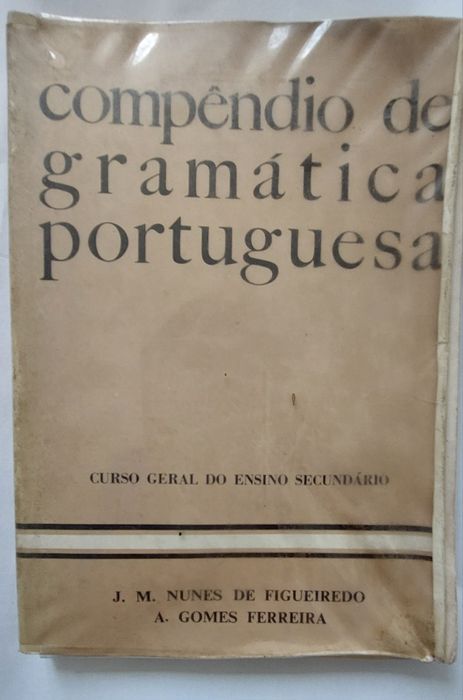 compêndio de
gramática
portuguesa
CURSO GERAL DO ENSINO SECUNDÁRIO
J. M. NUNES DE FIGUEIREDO
A. GOMES FERREIRA